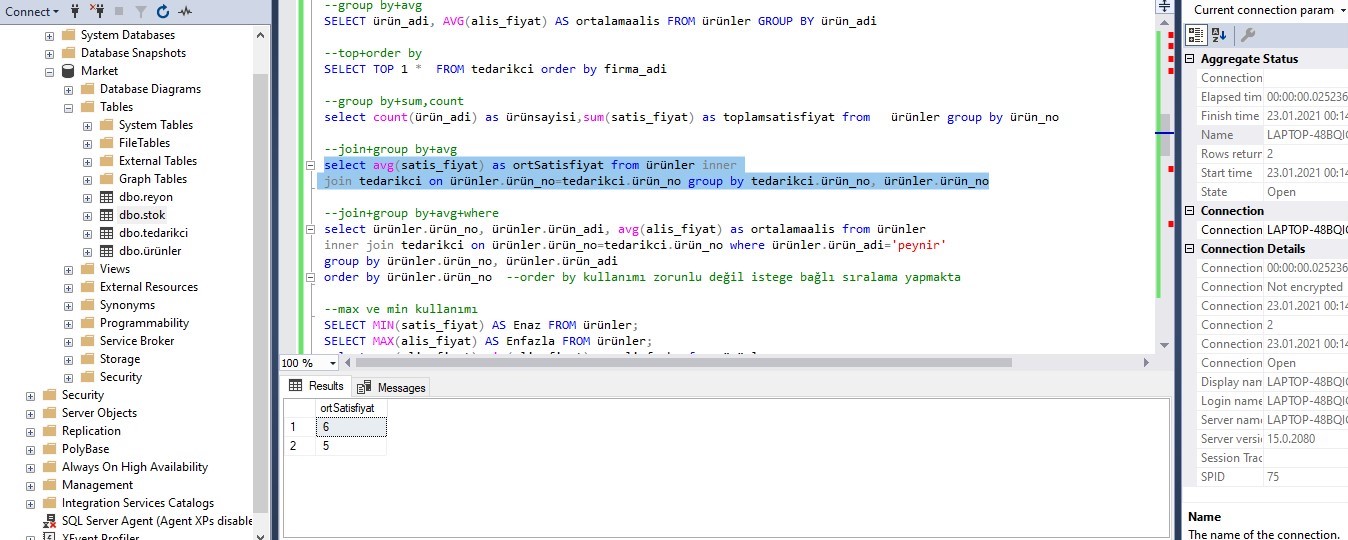 Connect
System Databases
Database Snapshots
Market
Database Diagrams
Tables
System Tables
FileTables
External Tables
Graph Tables
dbo.reyon
dbo.stok
dbo.tedarikci
dbo.ürünler
Views
External Resources
Synonyms
Programmability
Service Broker
Storage
Security
Security
Server Objects
Replication
PolyBase
Always On High Availability
Management
Integration Services Catalogs
SQL Server Agent (Agent XPs disable
XEvent Profiler
--group by+avg
SELECT ürün_adi, AVG(alis_fiyat) AS ortalamaalis FROM ürünler GROUP BY ürün_adi
--top+order by
SELECT TOP 1 * FROM tedarikci order by firma_adi
--group by+sum,count
select count(ürün_adi) as ürünsayisi,sum(satis_fiyat) as toplamsatisfiyat from ürünler group by ürün_no
--join+group by+avg
select avg(satis_fiyat) as ortSatisfiyat from ürünler inner
join tedarikci on ürünler.ürün_no=tedarikci.ürün_no group by tedarikci.ürün_no, ürünler.ürün_no
--join+group by+avg+where
select ürünler.ürün_no, ürünler.ürün_adi, avg(alis_fiyat) as ortalamaalis from ürünler
inner join tedarikci on ürünler.ürün_no=tedarikci.ürün_no where ürünler.ürün_adi='peynir'
group by ürünler.ürün_no, ürünler.ürün_adi
order by ürünler.ürün_no --order by kullanımı zorunlu değil istege bağlı sıralama yapmakta
--max ve min kullanımı
SELECT MIN(satis_fiyat) AS Enaz FROM ürünler;
SELECT MAX(alis_fiyat) AS Enfazla FROM ürünler;
100 %
Results Messages
ortSatisfiyat
1 6
2 5
Current connection param
Aggregate Status
Connection
Elapsed tim 00:00:00.025236
Finish time 23.01.2021 00:14
Name LAPTOP-48BQI
Rows returr 2
Start time 23.01.2021 00:14
State Open
Connection
Connection LAPTOP-48BQI
Connection Details
Connection 00:00:00.025236
Connection Not encrypted
Connection 23.01.2021 00:14
Connection 2
Connection 23.01.2021 00:14
Connection Open
Display nan LAPTOP-48BQI
Login name LAPTOP-48BQI
Server name LAPTOP-48BQI
Server versi 15.0.2080
Session Trac
SPID 75
Name
The name of the connection.